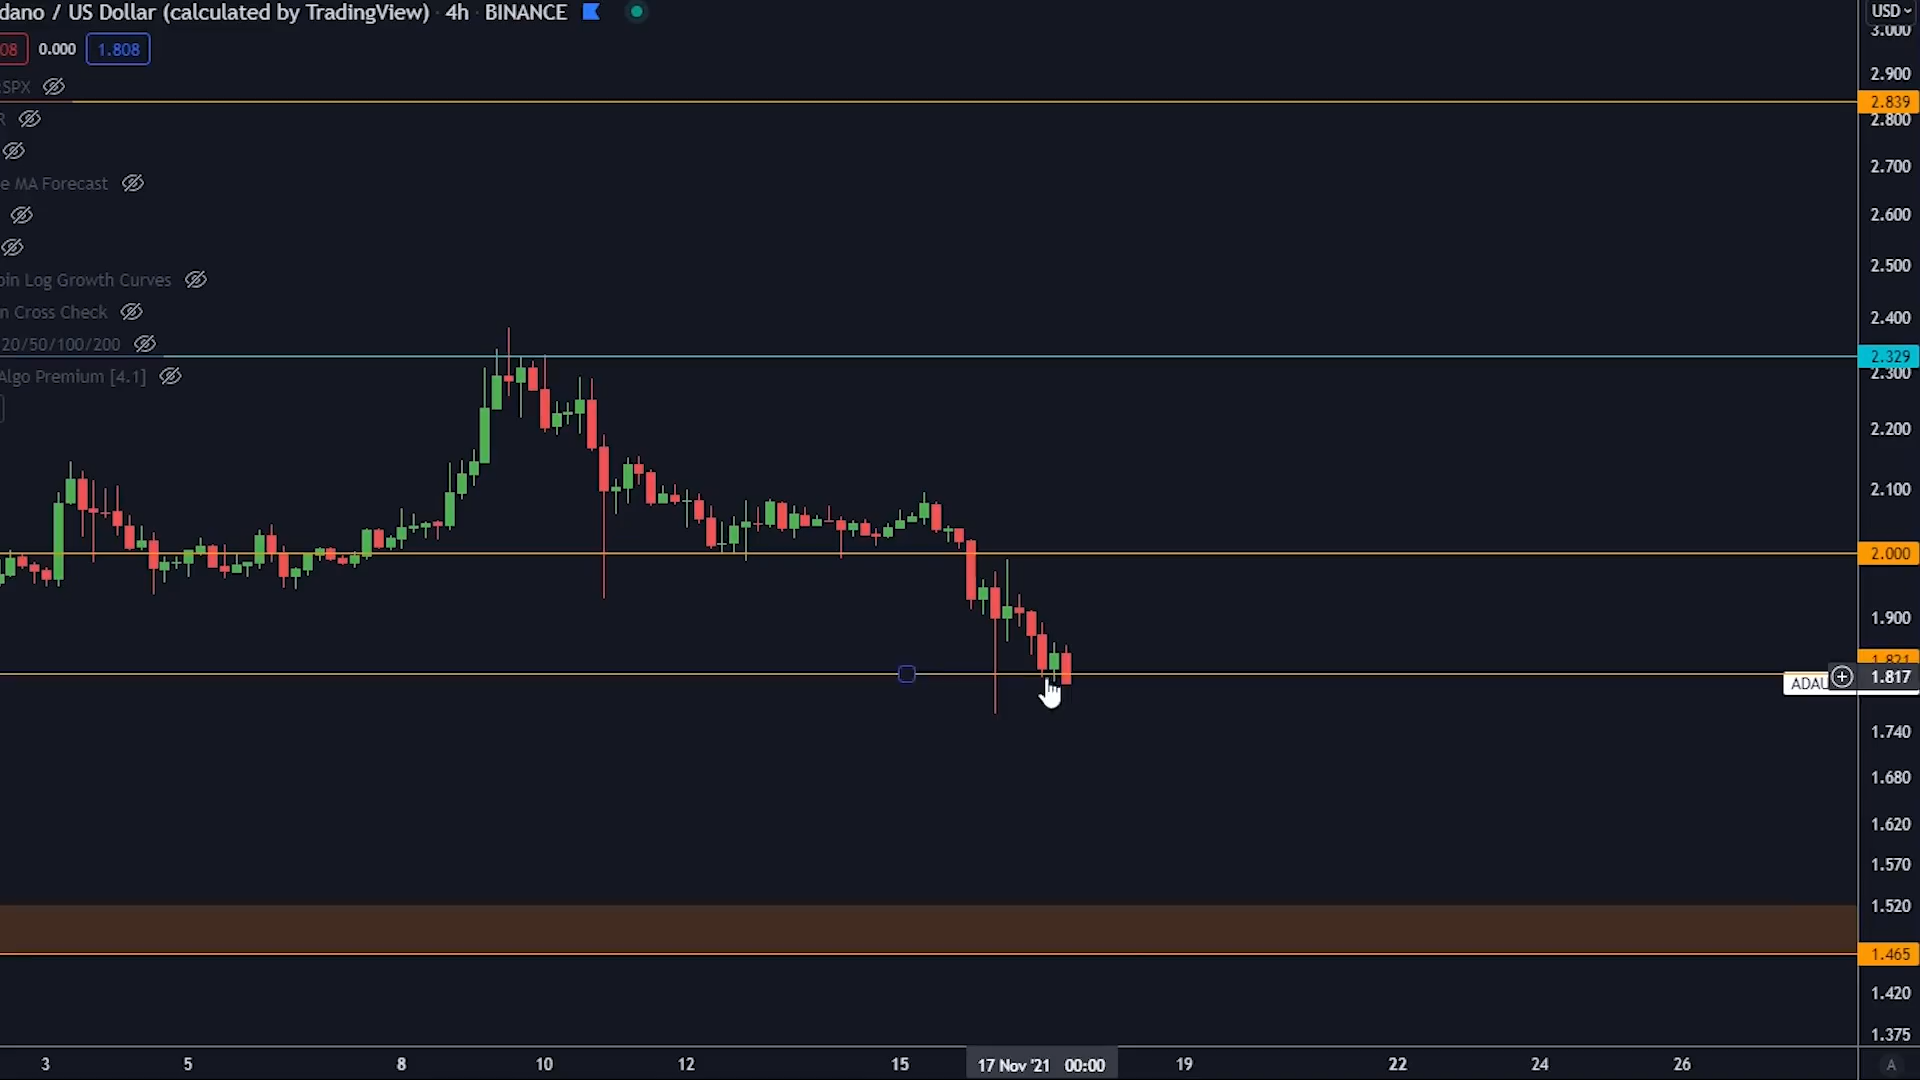 dano / US Dollar (calculated by TradingView) · 4h · BINANCE
08 0.000 1.808
SPX
R
e MA Forecast
oin Log Growth Curves
n Cross Check
20/50/100/200
Algo Premium [4.1]
USD
3.000
2.900
2.839
2.800
2.700
2.600
2.500
2.400
2.329
2.300
2.200
2.100
2.000
1.900
1.821
ADAU 1.817
1.740
1.680
1.620
1.570
1.520
1.465
1.420
1.375
3 5 8 10 12 15 17 Nov '21 00:00 19 22 24 26 A